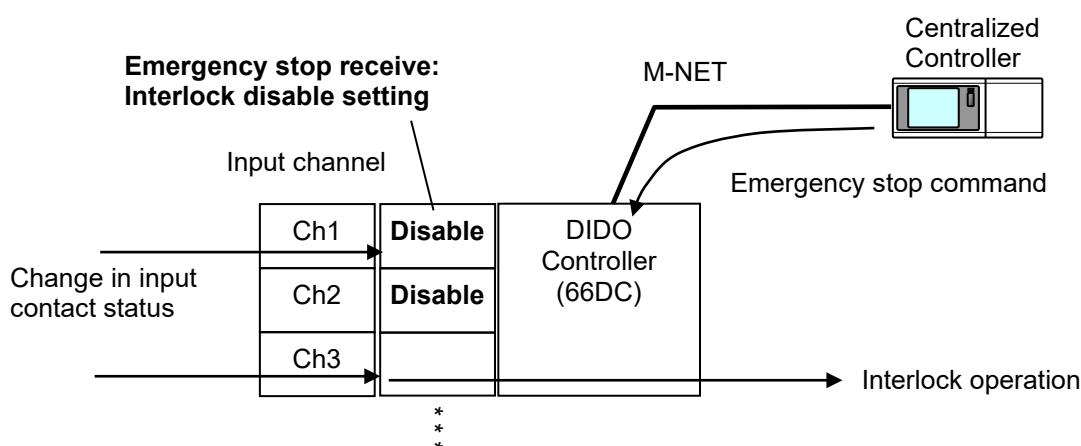 Centralized
Controller
Emergency stop receive:
Interlock disable setting
M-NET
Input channel
Emergency stop command
Ch1
Disable
DIDO
Controller
(66DC)
Change in input
contact status
Ch2
Disable
Ch3
Interlock operation
***